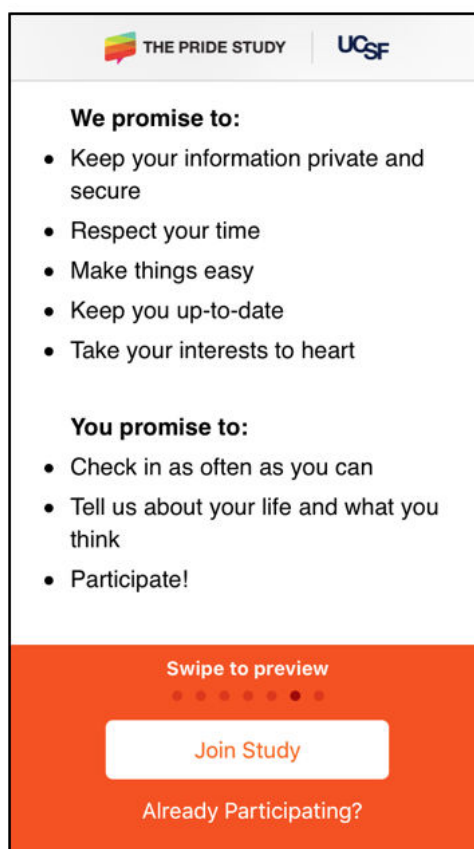 THE PRIDE STUDY UCSF
We promise to:
• Keep your information private and
secure
• Respect your time
• Make things easy
• Keep you up-to-date
• Take your interests to heart
You promise to:
• Check in as often as you can
• Tell us about your life and what you
think
• Participate!
Swipe to preview
Join Study
Already Participating?